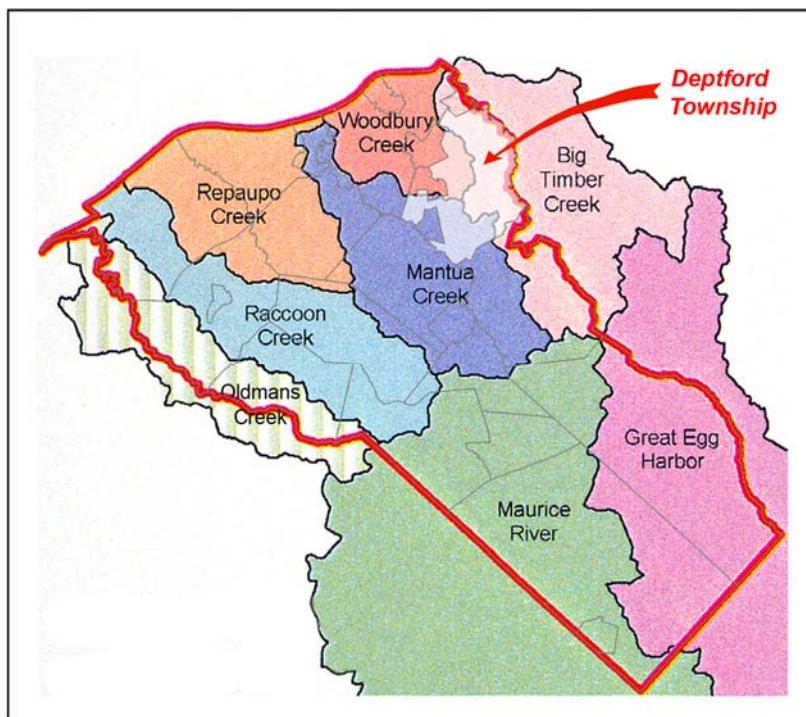 Deptford
Township
Woodbury
Creek
Big
Timber
Creek
Repaupo
Creek
Mantua
Creek
Raccoon
Creek
Oldmans
Creek
Great Egg
Harbor
Maurice
River